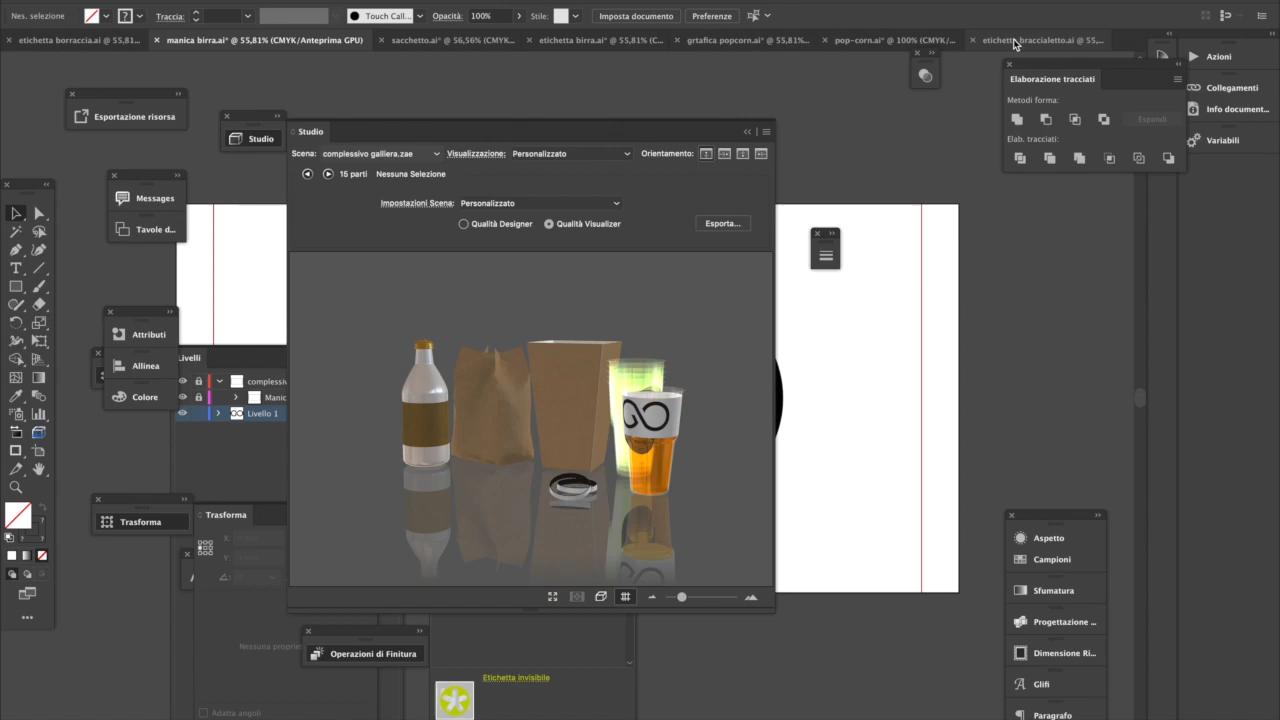 Nes. selezione
Traccia:
Touch Call...
Opacità: 100%
Stile:
Imposta documento
Preferenze
etichetta borraccia.ai @ 55,81...
manica birra.ai* @ 55,81% (CMYK/Anteprima GPU)
sacchetto.ai* @ 56,56% (CMYK...
etichetta birra.ai* @ 55,81% (C...
grtafica popcorn.ai* @ 55,81%...
pop-corn.ai* @ 100% (CMYK/...
etichetta braccialetto.ai @ 55,...
Azioni
Collegamenti
Info document...
Variabili
Elaborazione tracciati
Metodi forma:
Espandi
Elab. tracciati:
Esportazione risorsa
Studio
Studio
Scena: complessivo galliera.zae
Visualizzazione: Personalizzato
Orientamento:
15 parti
Nessuna Selezione
Impostazioni Scena: Personalizzato
Qualità Designer
Qualità Visualizer
Esporta...
Messages
Tavole d...
Attributi
Allinea
Colore
Livelli
complessiv
Manic
Livello 1
GO
Trasforma
Trasforma
X:
Y:
Nessuna proprie
Adatta angoli
Operazioni di Finitura
Etichetta invisibile
Aspetto
Campioni
Sfumatura
Progettazione ...
Dimensione Ri...
Glifi
Paragrafo